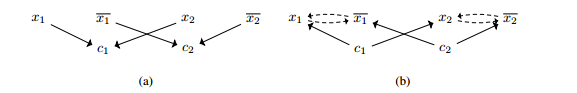 x₁ x̅₁ x₂ x̅₂ x₁ x̅₁ x₂ x̅₂
c₁ c₂ c₁ c₂
(a) (b)